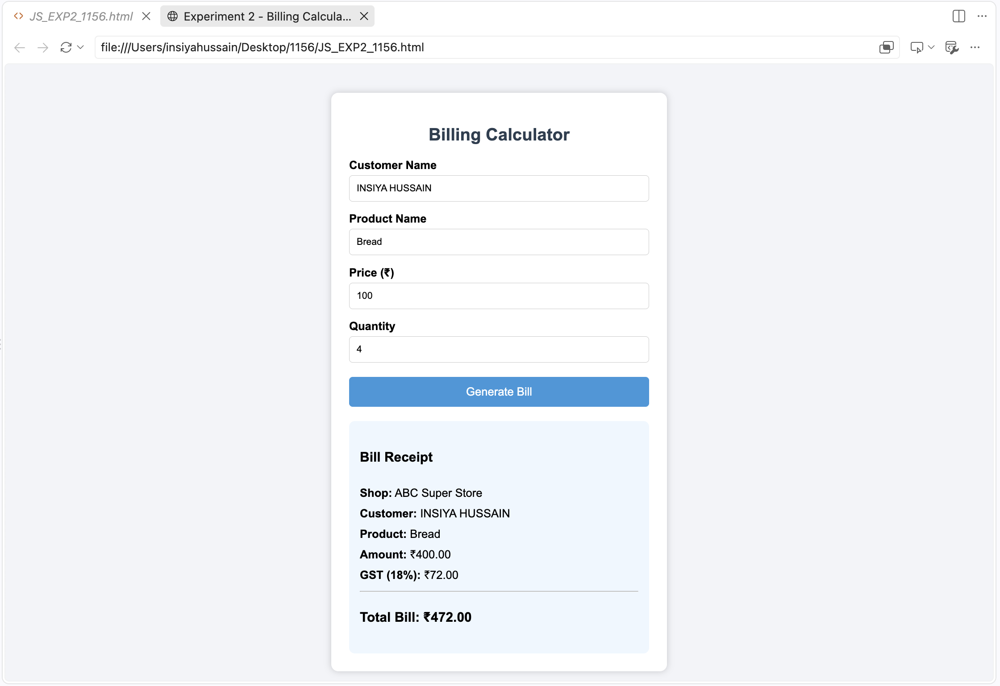 JS_EXP2_1156.html
Experiment 2 - Billing Calcula...
file:///Users/insiyahussain/Desktop/1156/JS_EXP2_1156.html
Billing Calculator
Customer Name
INSIYA HUSSAIN
Product Name
Bread
Price (₹)
100
Quantity
4
Generate Bill
Bill Receipt
Shop: ABC Super Store
Customer: INSIYA HUSSAIN
Product: Bread
Amount: ₹400.00
GST (18%): ₹72.00
Total Bill: ₹472.00